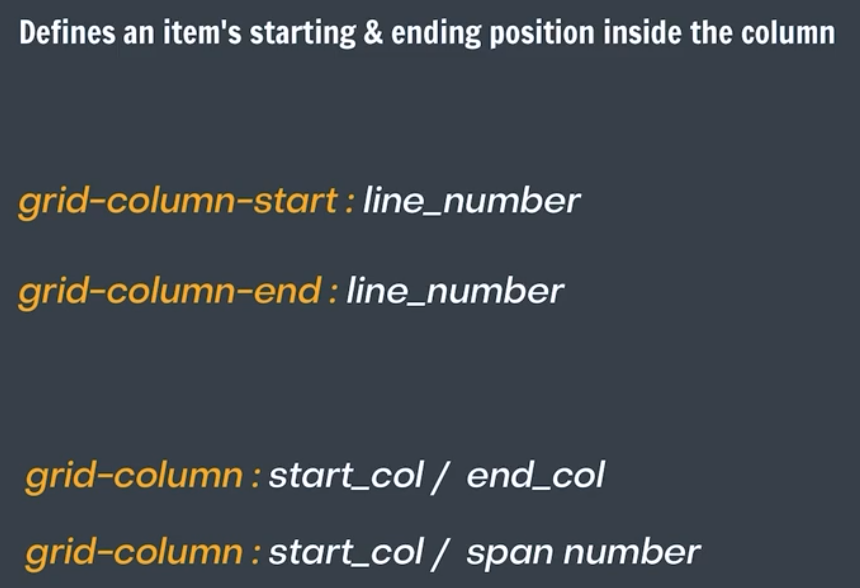 Defines an item's starting & ending position inside the column
grid-column-start : line_number
grid-column-end : line_number
grid-column : start_col / end_col
grid-column : start_col / span number